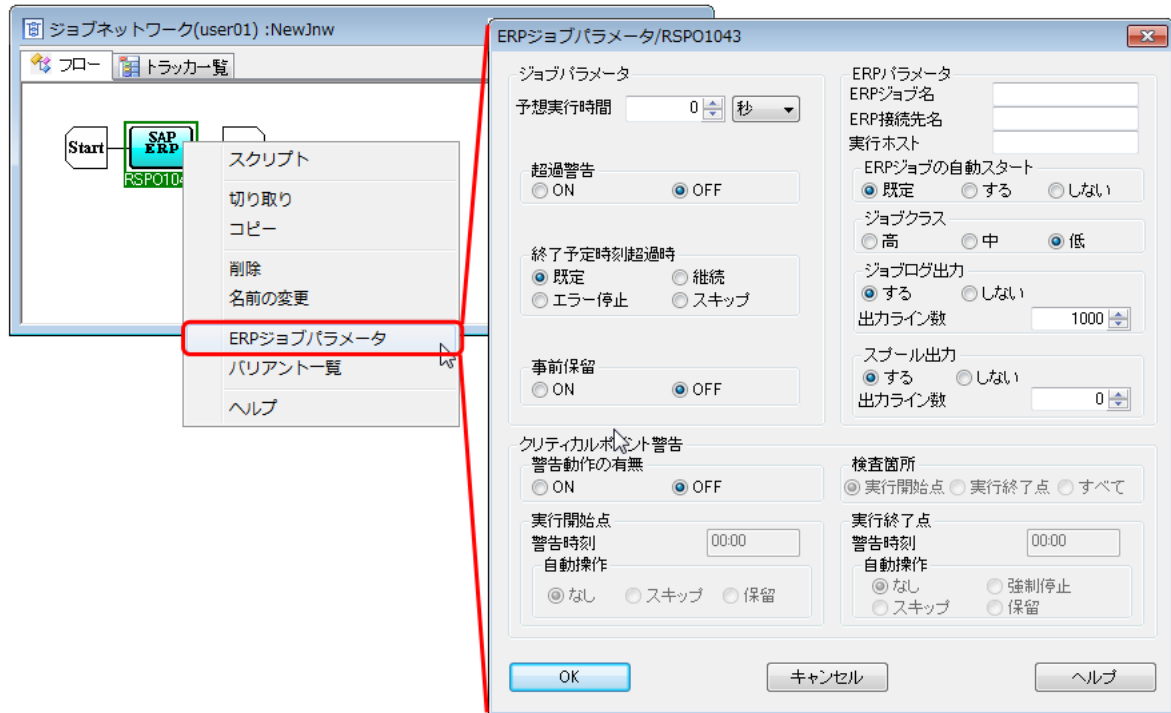 ジョブネットワーク(user01) :NewJnw
フロー
トラッカ一覧
Start
SAP
ERP
RSPO104
スクリプト
切り取り
コピー
削除
名前の変更
ERPジョブパラメータ
バリアント一覧
ヘルプ
ERPジョブパラメータ/RSPO1043
ジョブパラメータ
予想実行時間 0 秒
超過警告
ON OFF
終了予定時刻超過時
既定 継続
エラー停止 スキップ
事前保留
ON OFF
ERPパラメータ
ERPジョブ名
ERP接続先名
実行ホスト
ERPジョブの自動スタート
既定 する しない
ジョブクラス
高 中 低
ジョブログ出力
する しない
出力ライン数 1000
スプール出力
する しない
出力ライン数 0
クリティカルポイント警告
警告動作の有無
ON OFF
検査箇所
実行開始点 実行終了点 すべて
実行開始点
警告時刻 00:00
自動操作
なし スキップ 保留
実行終了点
警告時刻 00:00
自動操作
なし 強制停止
スキップ 保留
OK キャンセル ヘルプ